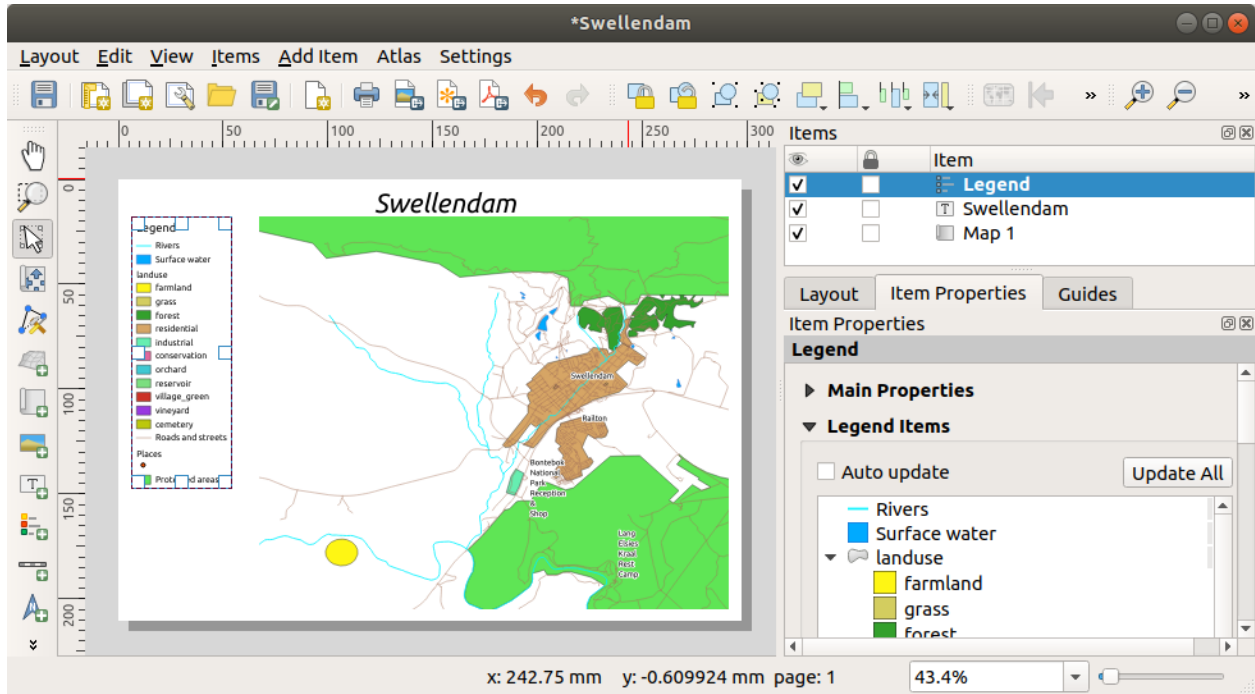 *Swellendam
Layout Edit View Items Add Item Atlas Settings
» »
0 50 100 150 200 250 300
0
50
100
150
200
Swellendam
Legend
Rivers
Surface water
landuse
farmland
grass
forest
residential
industrial
conservation
orchard
reservoir
village_green
vineyard
cemetery
Roads and streets
Places
Protected areas
Swellendam
Railton
Bontebok
National
Park
Reception
&
Shop
Lang
Elsies
Kraal
Rest
Camp
Items
Item
Legend
T Swellendam
Map 1
Layout Item Properties Guides
Item Properties
Legend
Main Properties
Legend Items
Auto update Update All
Rivers
Surface water
landuse
farmland
grass
forest
x: 242.75 mm y: -0.609924 mm page: 1 43.4%